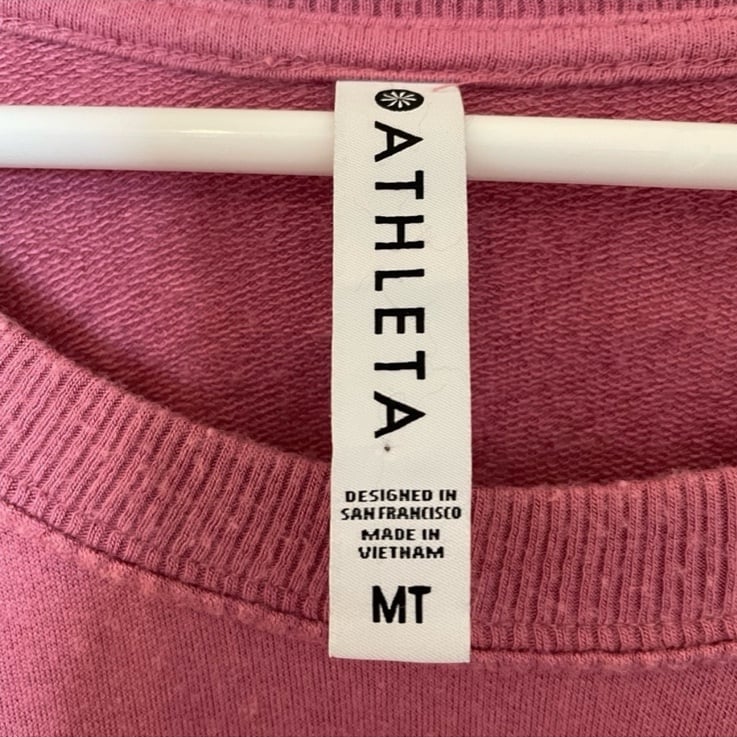 ATHLETA
DESIGNED IN
SAN FRANCISCO
MADE IN
VIETNAM
MT